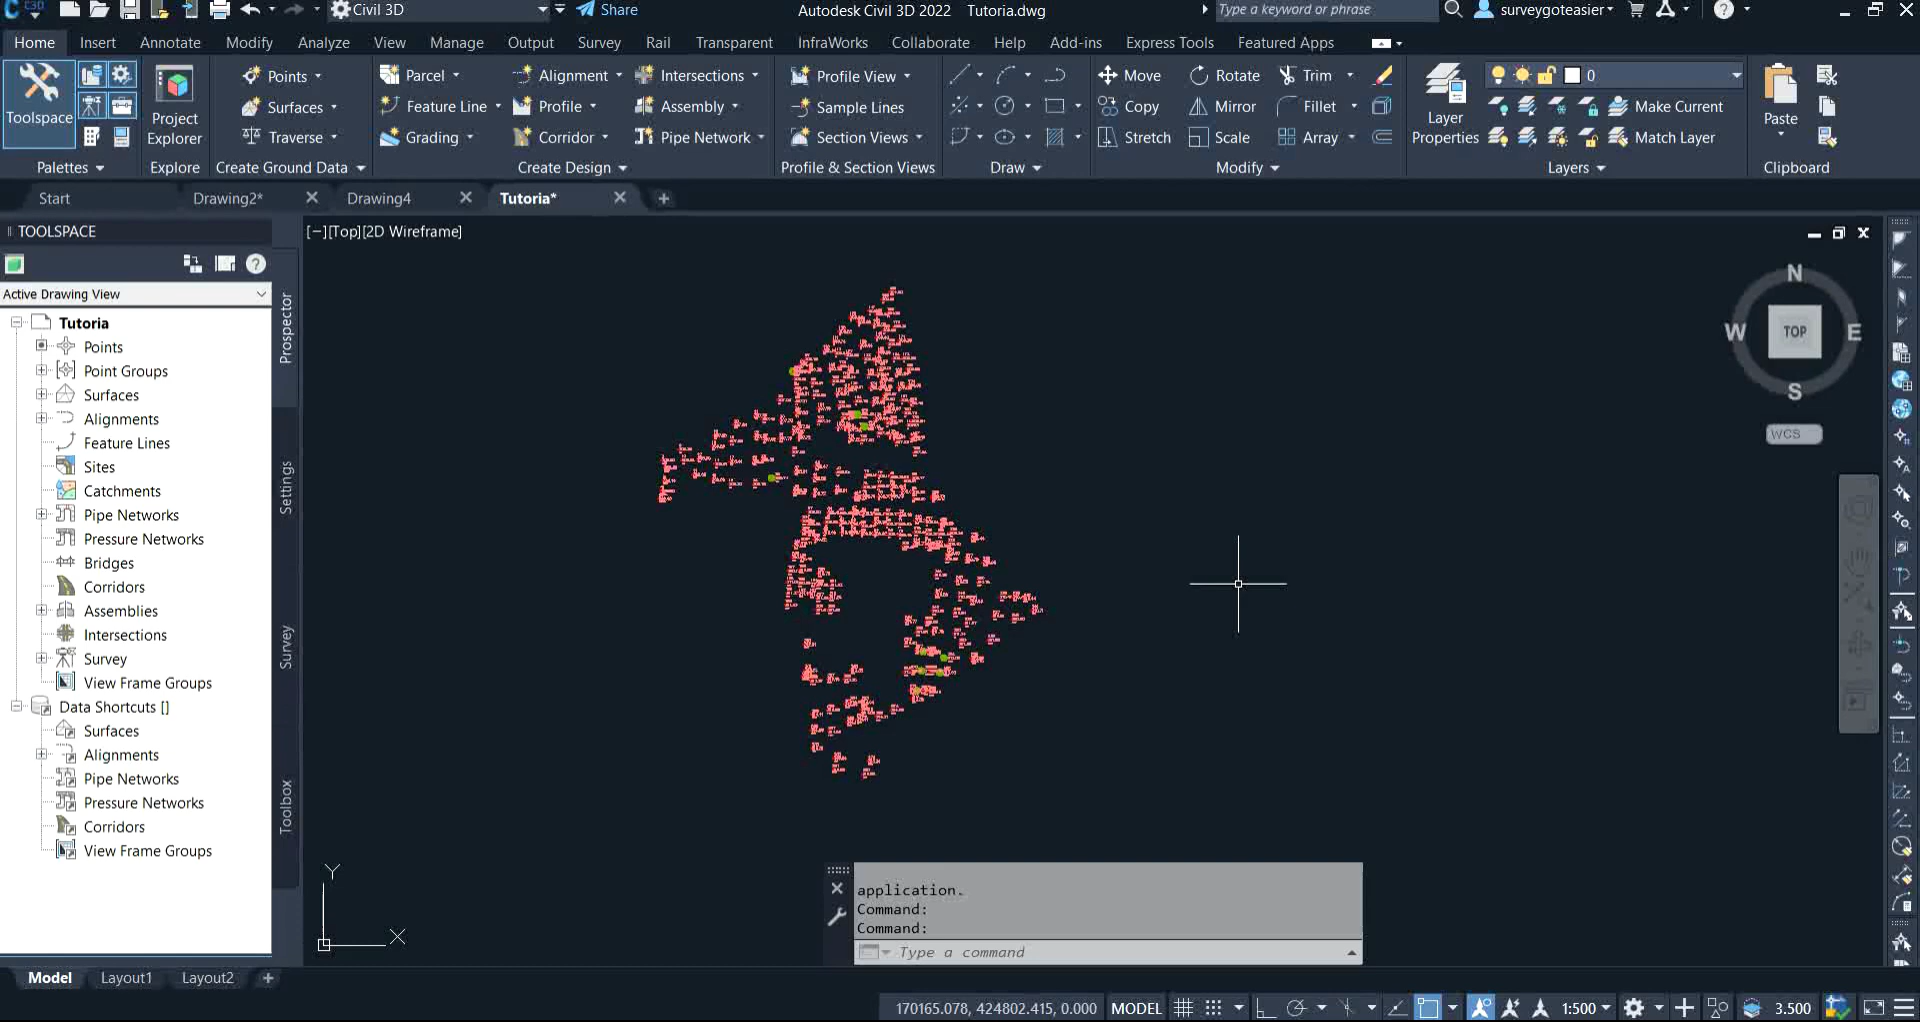 C3D
Civil 3D
Share
Autodesk Civil 3D 2022 Tutoria.dwg
Type a keyword or phrase
surveygoteasier
Home Insert Annotate Modify Analyze View Manage Output Survey Rail Transparent InfraWorks Collaborate Help Add-ins Express Tools Featured Apps
Toolspace
Project
Explorer
Points
Surfaces
Traverse
Parcel
Feature Line
Grading
Alignment
Profile
Corridor
Intersections
Assembly
Pipe Network
Profile View
Sample Lines
Section Views
Move
Copy
Stretch
Rotate
Mirror
Scale
Trim
Fillet
Array
Layer
Properties
0
Make Current
Match Layer
Paste
Palettes Explore Create Ground Data Create Design Profile & Section Views Draw Modify Layers Clipboard
Start Drawing2* Drawing4 Tutoria*
TOOLSPACE
[−][Top][2D Wireframe]
Active Drawing View
Tutoria
Points
Point Groups
Surfaces
Alignments
Feature Lines
Sites
Catchments
Pipe Networks
Pressure Networks
Bridges
Corridors
Assemblies
Intersections
Survey
View Frame Groups
Data Shortcuts []
Surfaces
Alignments
Pipe Networks
Pressure Networks
Corridors
View Frame Groups
Prospector
Settings
Survey
Toolbox
N
W TOP E
S
WCS
Y
X
application.
Command:
Command:
Type a command
Model Layout1 Layout2
170165.078, 424802.415, 0.000 MODEL 1:500 3.500